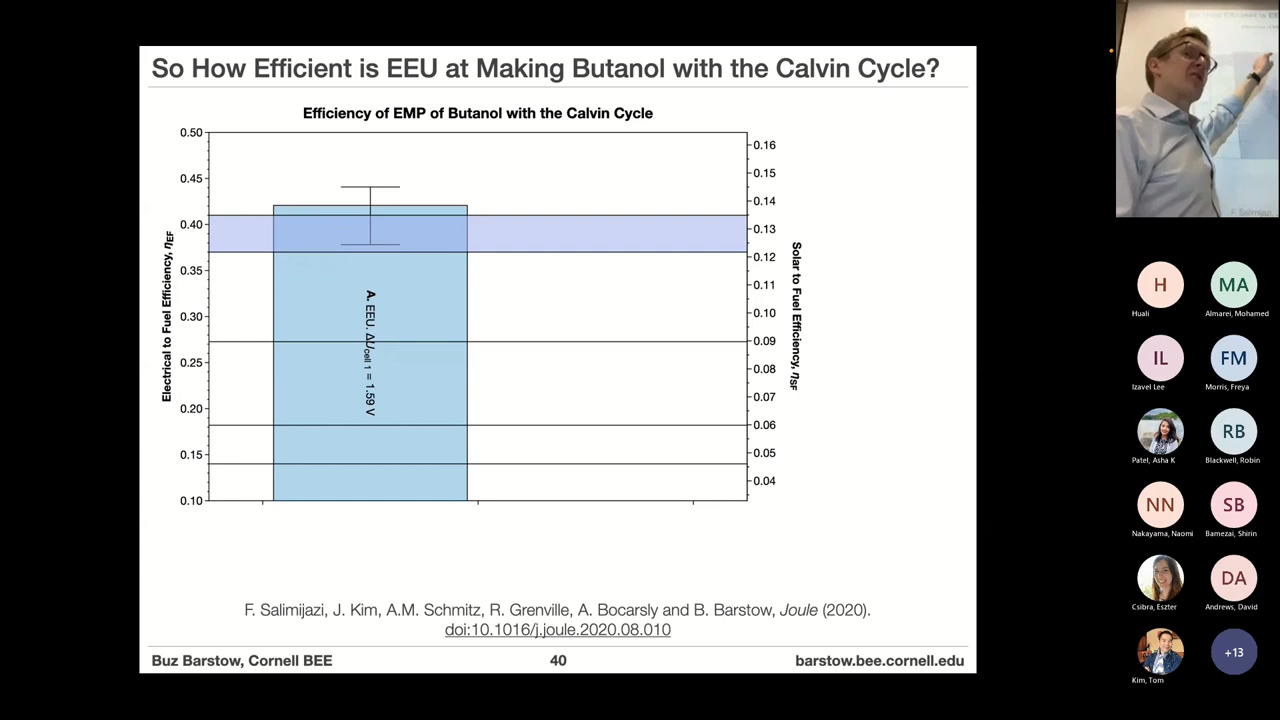 So How Efficient is EEU at Making Butanol with the Calvin Cycle?
Efficiency of EMP of Butanol with the Calvin Cycle
Electrical to Fuel Efficiency, ηEF
0.50
0.45
0.40
0.35
0.30
0.25
0.20
0.15
0.10
A. EEU. ΔUcell 1 = 1.59 V
0.16
0.15
0.14
0.13
0.12
0.11
0.10
0.09
0.08
0.07
0.06
0.05
0.04
Solar to Fuel Efficiency, ηSF
F. Salimijazi, J. Kim, A.M. Schmitz, R. Grenville, A. Bocarsly and B. Barstow, Joule (2020).
doi:10.1016/j.joule.2020.08.010
Buz Barstow, Cornell BEE
40
barstow.bee.cornell.edu
F. Salimijazi,
H
MA
Huali
Almarei, Mohamed
IL
FM
Izavel Lee
Morris, Freya
RB
Patel, Asha K
Blackwell, Robin
NN
SB
Nakayama, Naomi
Bamezai, Shirin
DA
Csibra, Eszter
Andrews, David
+13
Kim, Tom